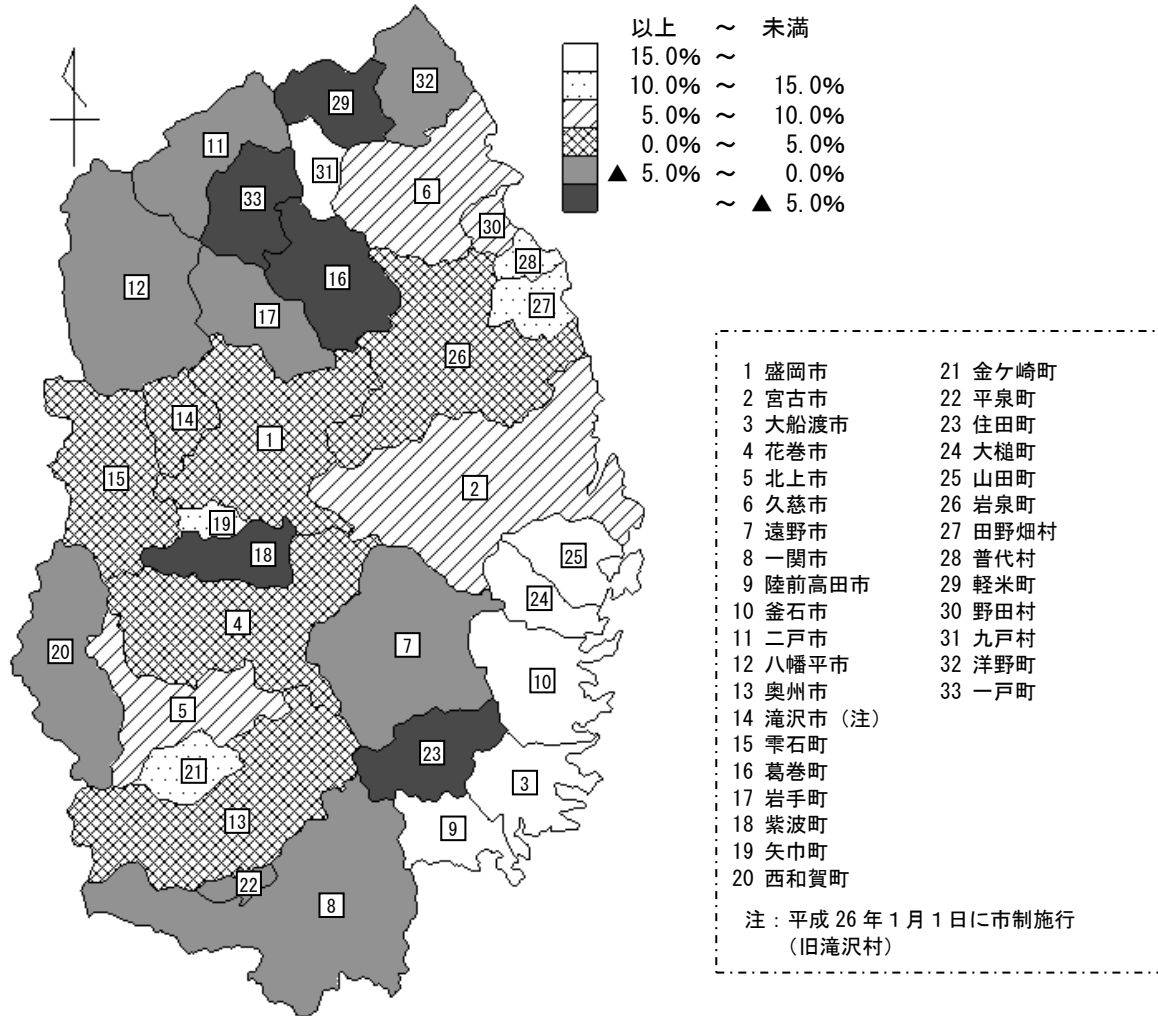 以上 ～ 未満
15.0% ～
10.0% ～ 15.0%
5.0% ～ 10.0%
0.0% ～ 5.0%
▲ 5.0% ～ 0.0%
～ ▲ 5.0%
32
29
11
31
33
6
30
28
16
12
27
17
26
14
1
15
2
19
18
25
24
4
20
7
10
5
23
21
3
13
9
22
8
1 盛岡市
2 宮古市
3 大船渡市
4 花巻市
5 北上市
6 久慈市
7 遠野市
8 一関市
9 陸前高田市
10 釜石市
11 二戸市
12 八幡平市
13 奥州市
14 滝沢市（注）
15 雫石町
16 葛巻町
17 岩手町
18 紫波町
19 矢巾町
20 西和賀町
21 金ケ崎町
22 平泉町
23 住田町
24 大槌町
25 山田町
26 岩泉町
27 田野畑村
28 普代村
29 軽米町
30 野田村
31 九戸村
32 洋野町
33 一戸町
注：平成 26 年 1 月 1 日に市制施行
（旧滝沢村）